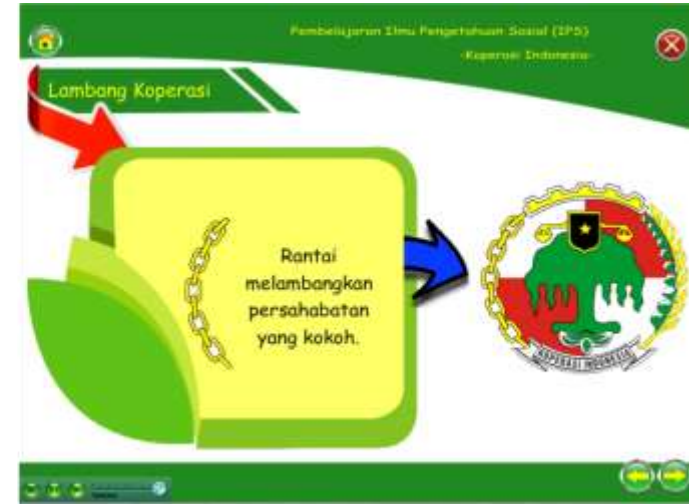 Pembelajaran Ilmu Pengetahuan Sosial (IPS)
-Koperasi Indonesia-
Lambang Koperasi
Rantai
melambangkan
persahabatan
yang kokoh.
KOPERASI INDONESIA